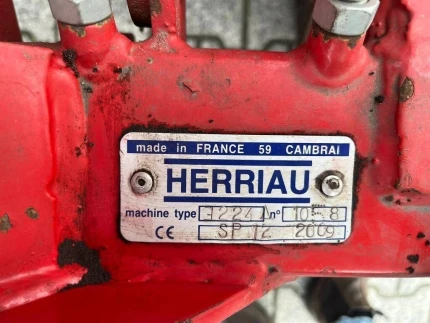 made in FRANCE 59 CAMBRAI
HERRIAU
machine type n°
CE SP 12 2009